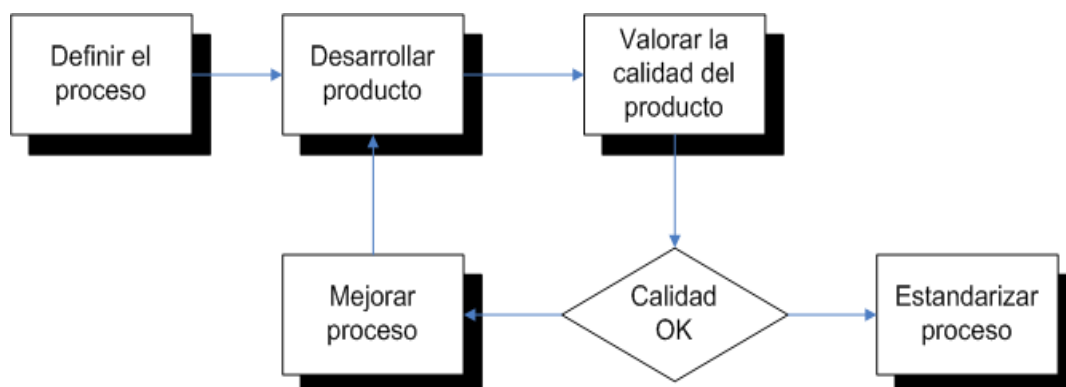 Definir el
proceso
Desarrollar
producto
Valorar la
calidad del
producto
Mejorar
proceso
Calidad
OK
Estandarizar
proceso